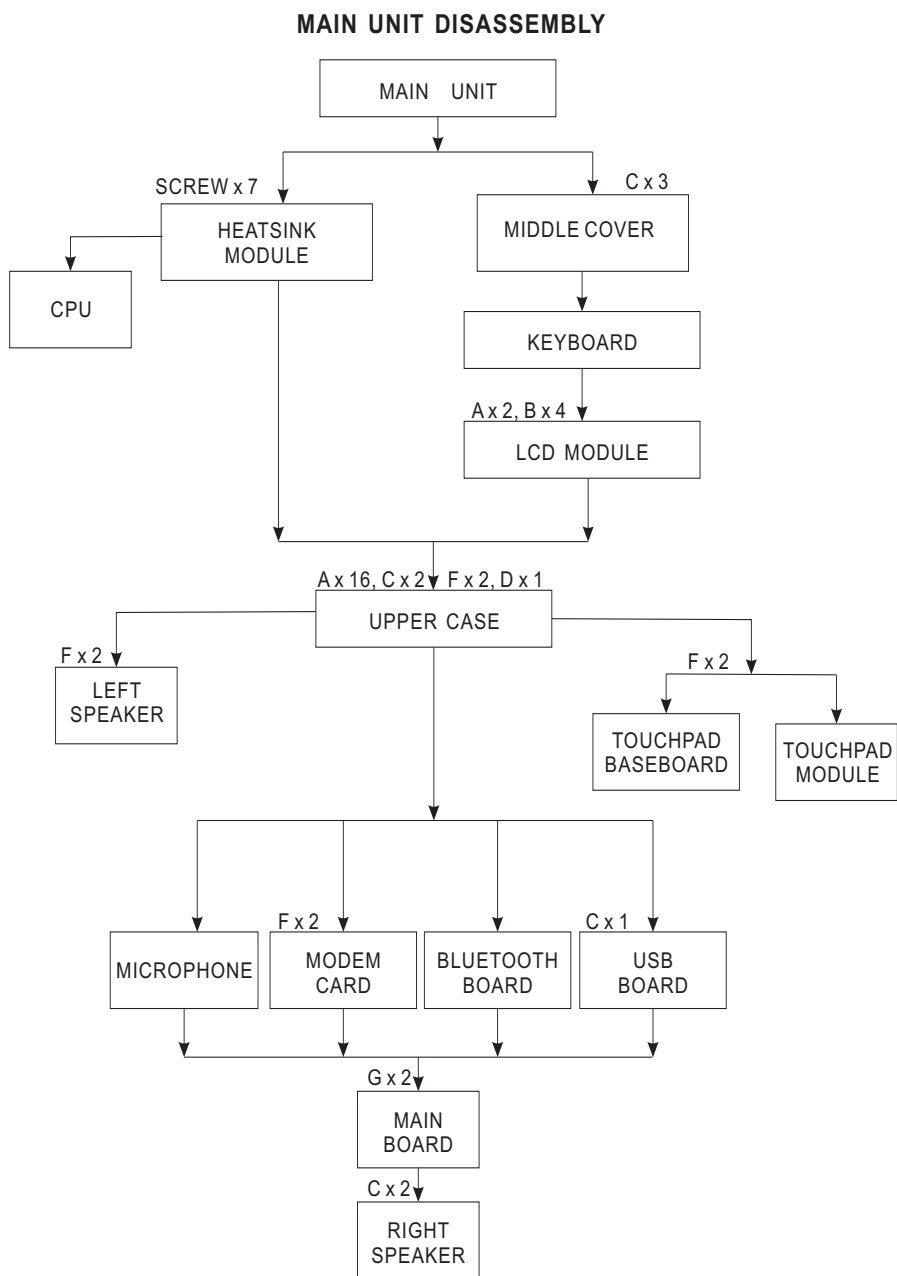 MAIN UNIT DISASSEMBLY
MAIN UNIT
SCREW x 7
C x 3
HEATSINK
MODULE
MIDDLE COVER
CPU
KEYBOARD
A x 2, B x 4
LCD MODULE
A x 16, C x 2 F x 2, D x 1
UPPER CASE
F x 2
LEFT
SPEAKER
F x 2
TOUCHPAD
BASEBOARD
TOUCHPAD
MODULE
MICROPHONE
F x 2
MODEM
CARD
BLUETOOTH
BOARD
C x 1
USB
BOARD
G x 2
MAIN
BOARD
C x 2
RIGHT
SPEAKER